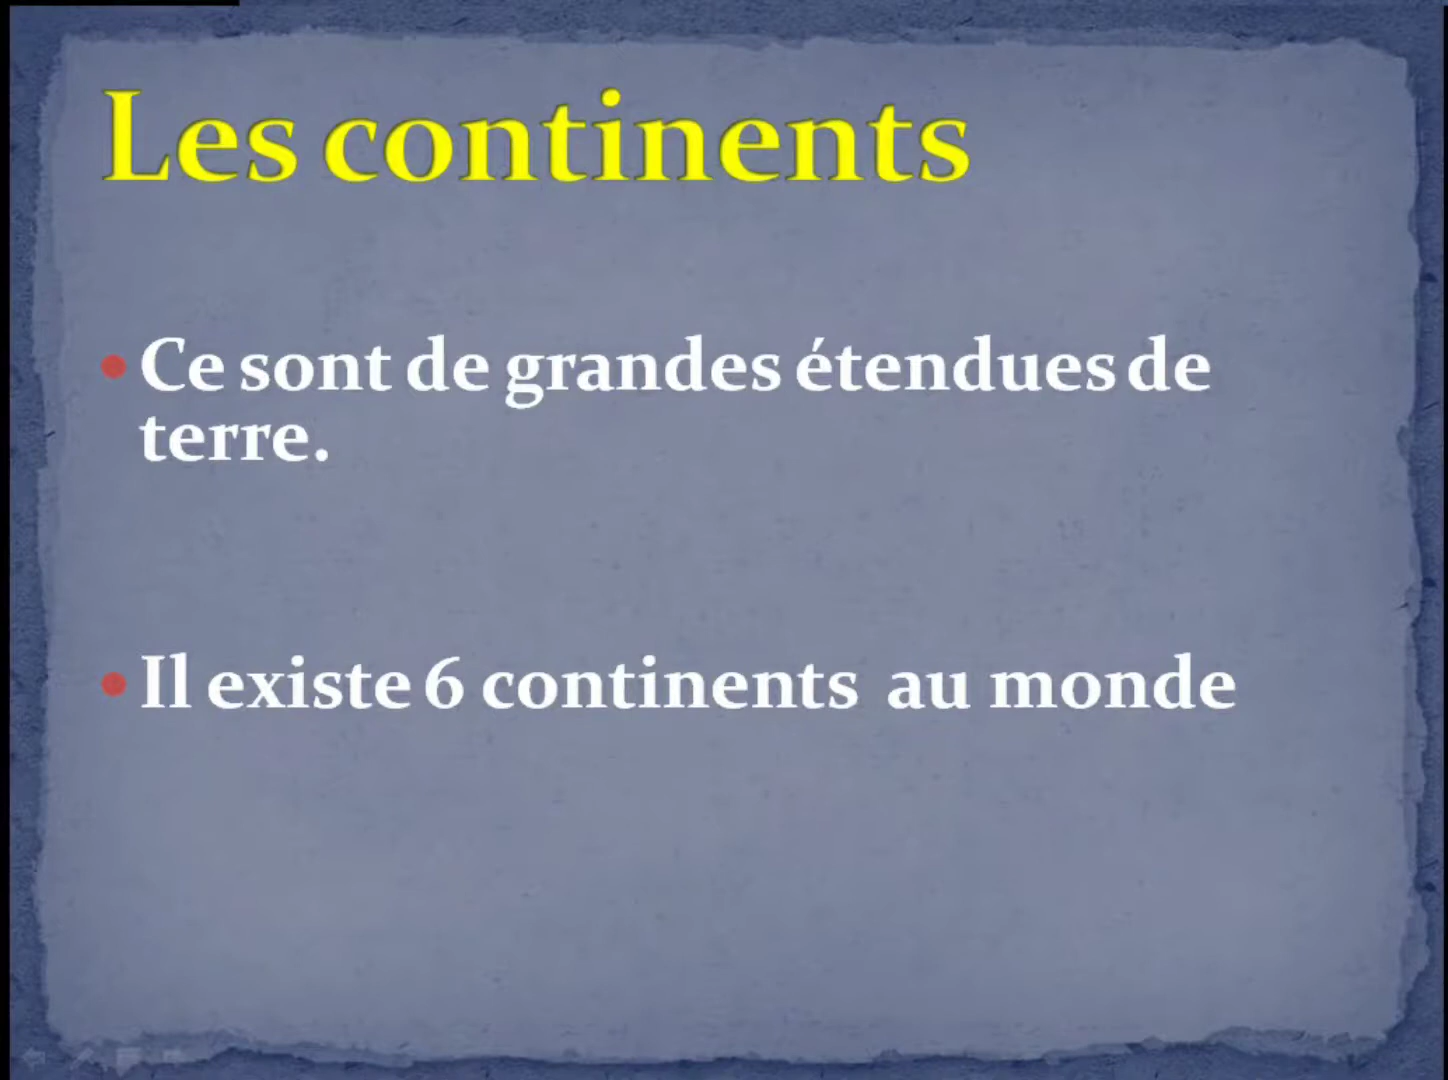 Les continents
Ce sont de grandes étendues de
terre.
Il existe 6 continents au monde